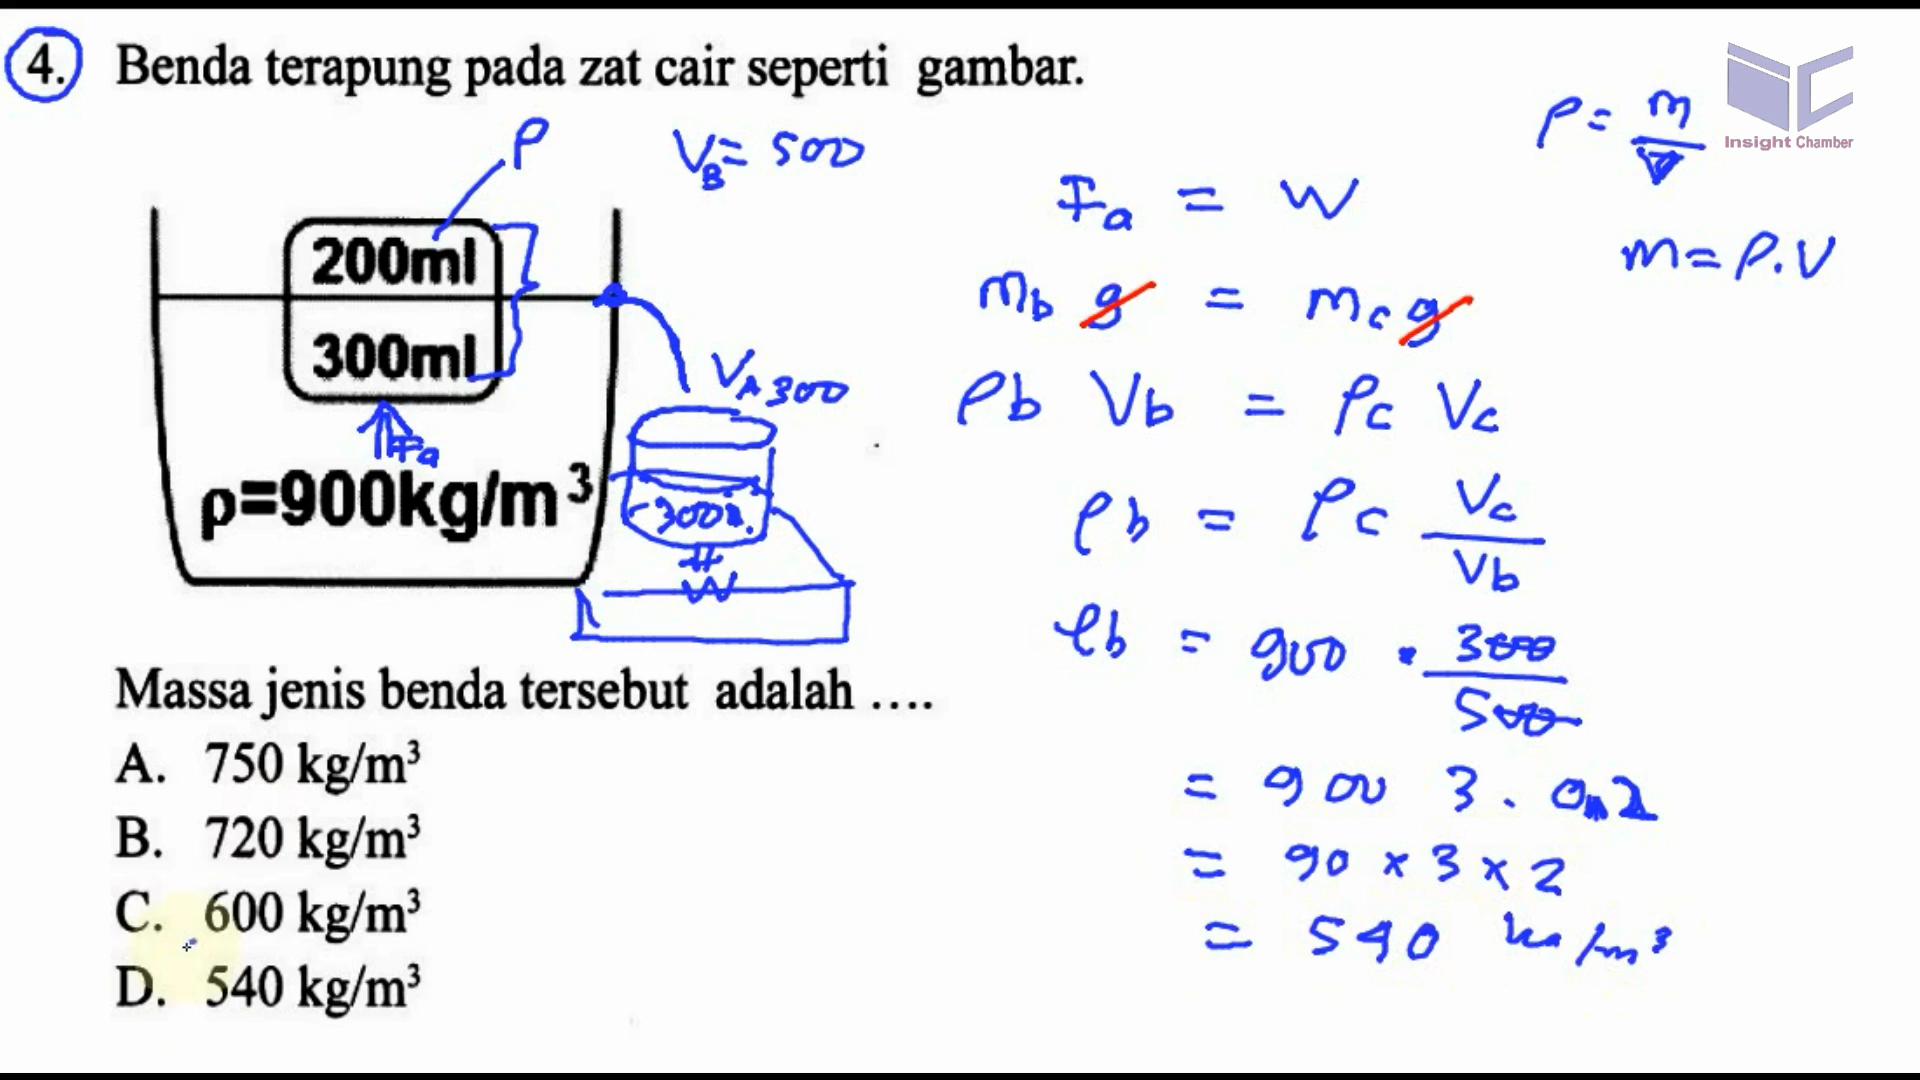 4. Benda terapung pada zat cair seperti gambar.
ρ
V_B = 500
ρ = m/V
Insight Chamber
Fa = W
m = ρ.V
200ml
300ml
m_b g = m_c g
V_A 300
ρb Vb = ρc Vc
Fa
ρ=900kg/m³
300
W
ρb = ρc Vc/Vb
ρb = 900 · 300/500
Massa jenis benda tersebut adalah ....
A. 750 kg/m³
= 900 3 . 0,2
B. 720 kg/m³
= 90 × 3 × 2
C. 600 kg/m³
= 540 kg/m³
D. 540 kg/m³